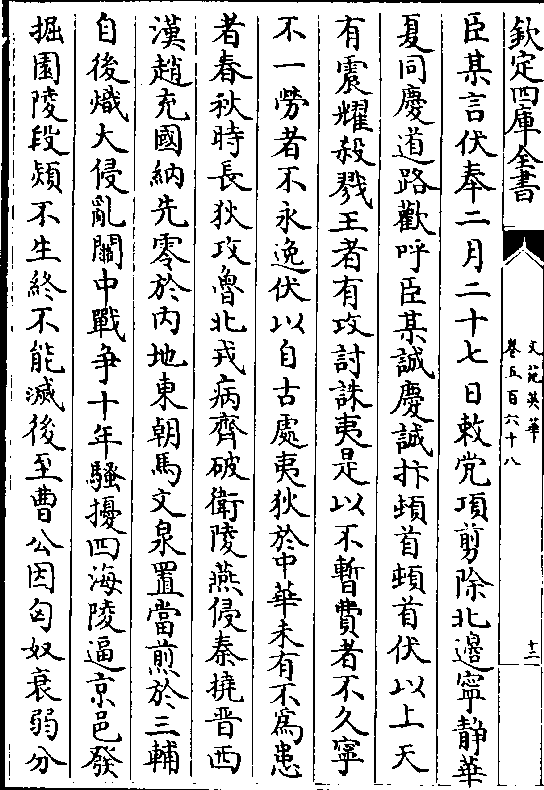 欽定四庫全書
文苑英華
卷五百六十八
十二
臣某言伏奉二月二十七日敕党項剪除北邊寧静華
夏同慶道路歡呼臣某誠慶誠抃頓首頓首伏以上天
有震耀殺戮王者有攻討誅夷是以不暫費者不久寧
不一勞者不永逸伏以自古處夷狄於中華未有不為患
者春秋時長狄攻魯北戎病齊破衛陵燕侵秦撓晉西
漢趙充國納先零於内地東朝馬文泉置當煎於三輔
自後熾大侵亂關中戰争十年騷擾四海陵逼京邑發
掘園陵段熲不生終不能滅後至曹公因匈奴衰弱分